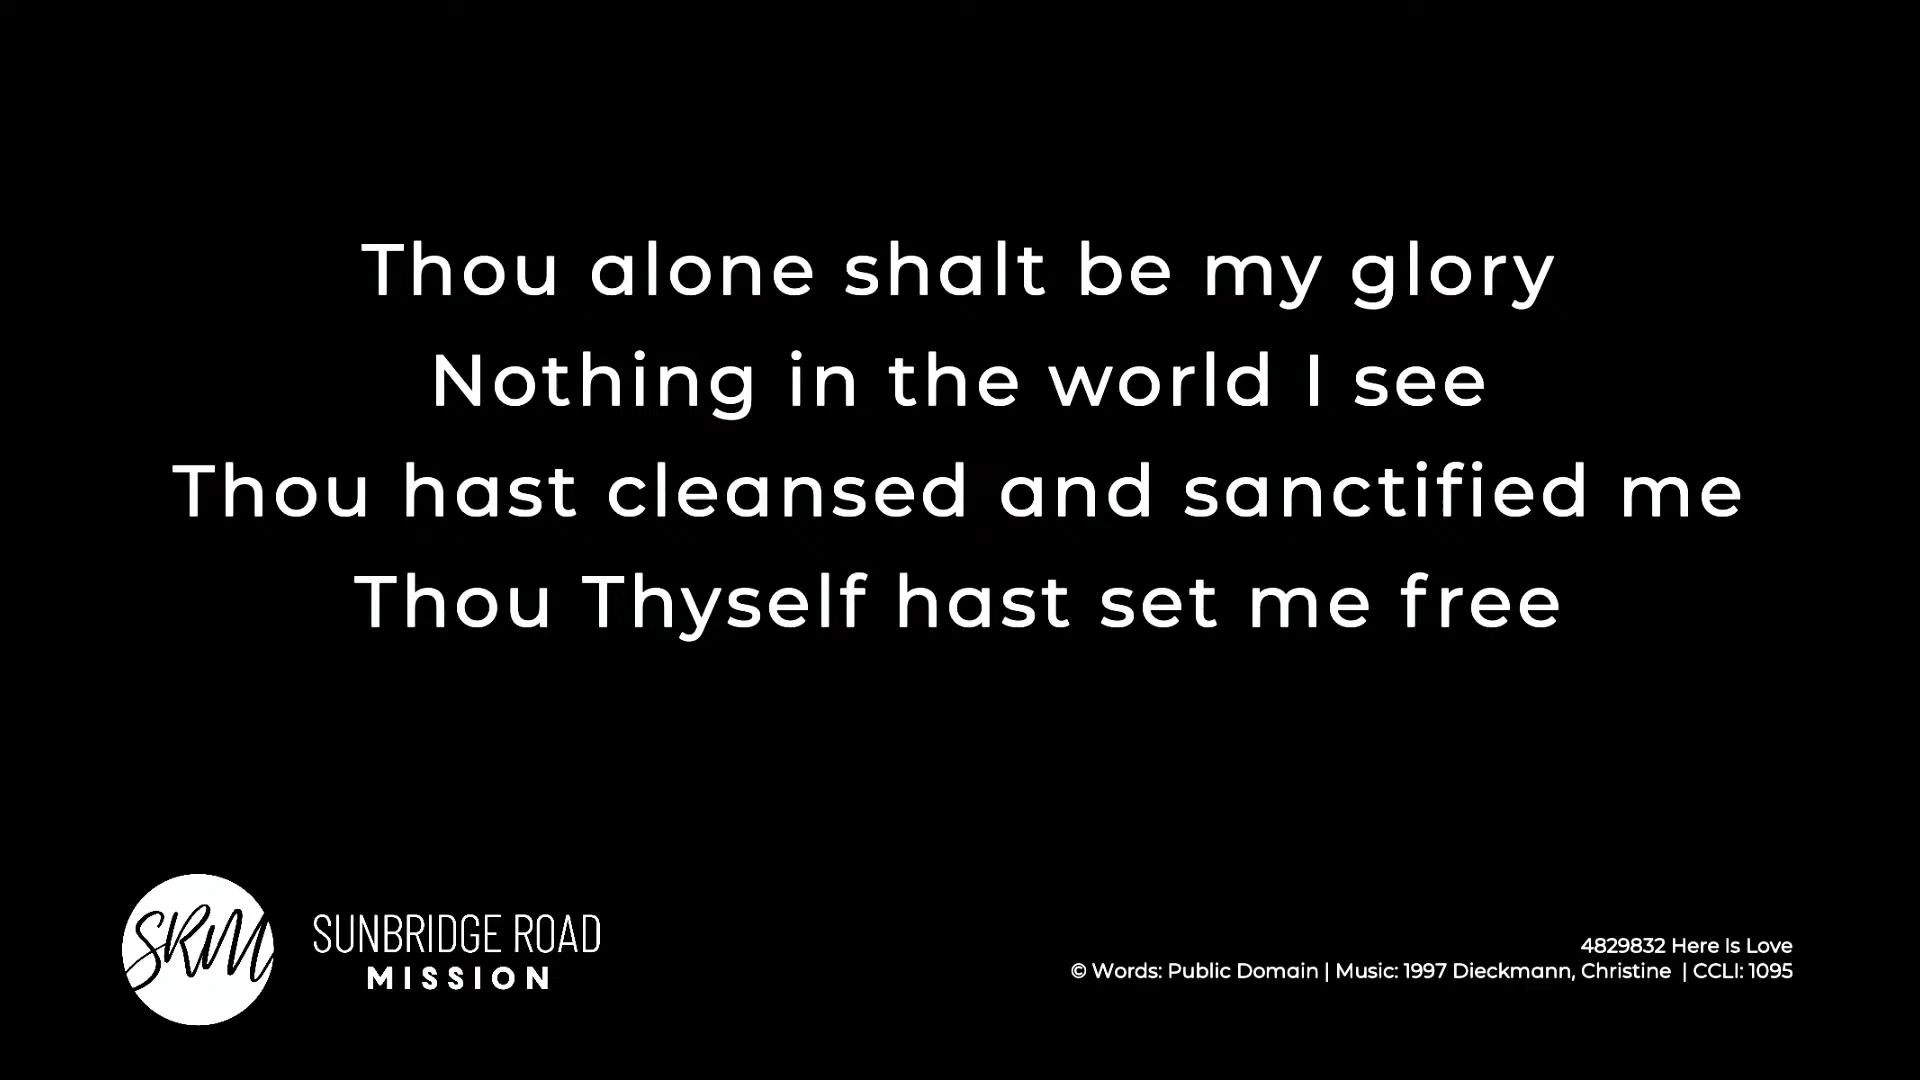 Thou alone shalt be my glory
Nothing in the world I see
Thou hast cleansed and sanctified me
Thou Thyself hast set me free
SRM
SUNBRIDGE ROAD
MISSION
4829832 Here Is Love
© Words: Public Domain | Music: 1997 Dieckmann, Christine | CCLI: 1095